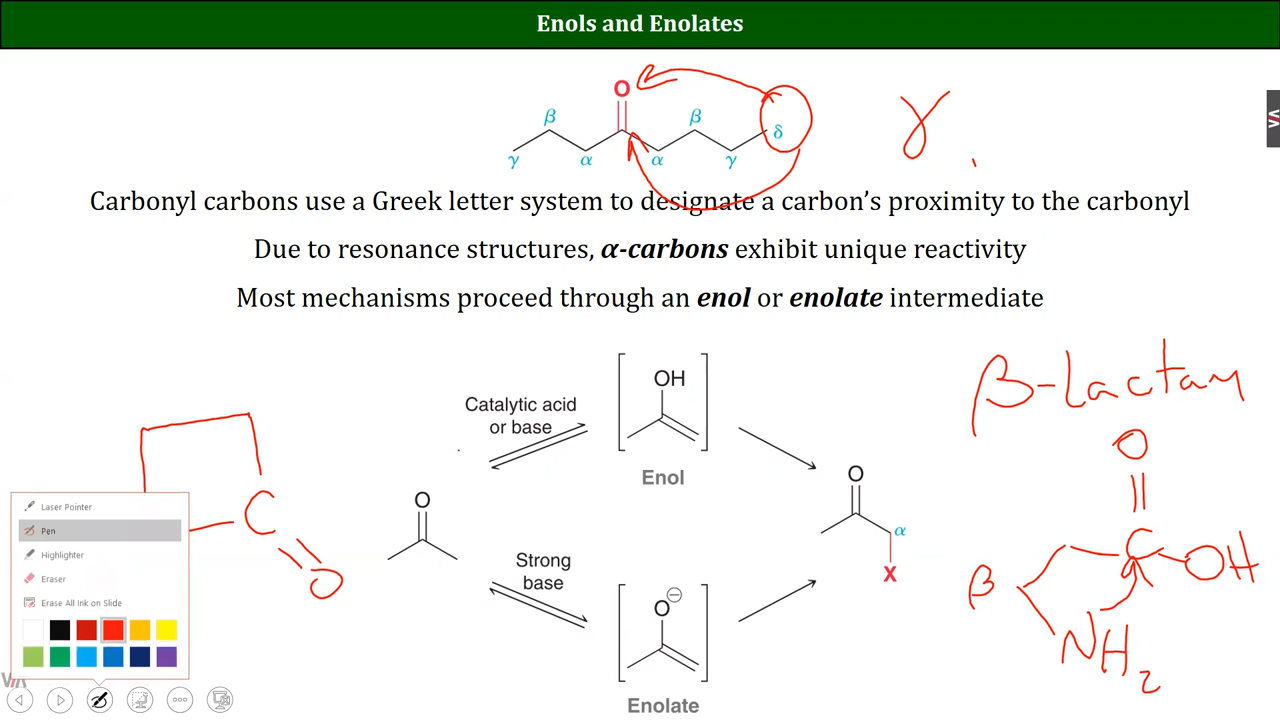 Enols and Enolates
O
γ
β β
δ
γ α α γ
Carbonyl carbons use a Greek letter system to designate a carbon's proximity to the carbonyl
Due to resonance structures, α-carbons exhibit unique reactivity
Most mechanisms proceed through an enol or enolate intermediate
β-Lactam
O
C
OH
β
NH2
OH
Catalytic acid
or base
Enol
O
O
α
X
Strong
base
O
Enolate
C
O
Laser Pointer
Pen
Highlighter
Eraser
Erase All Ink on Slide